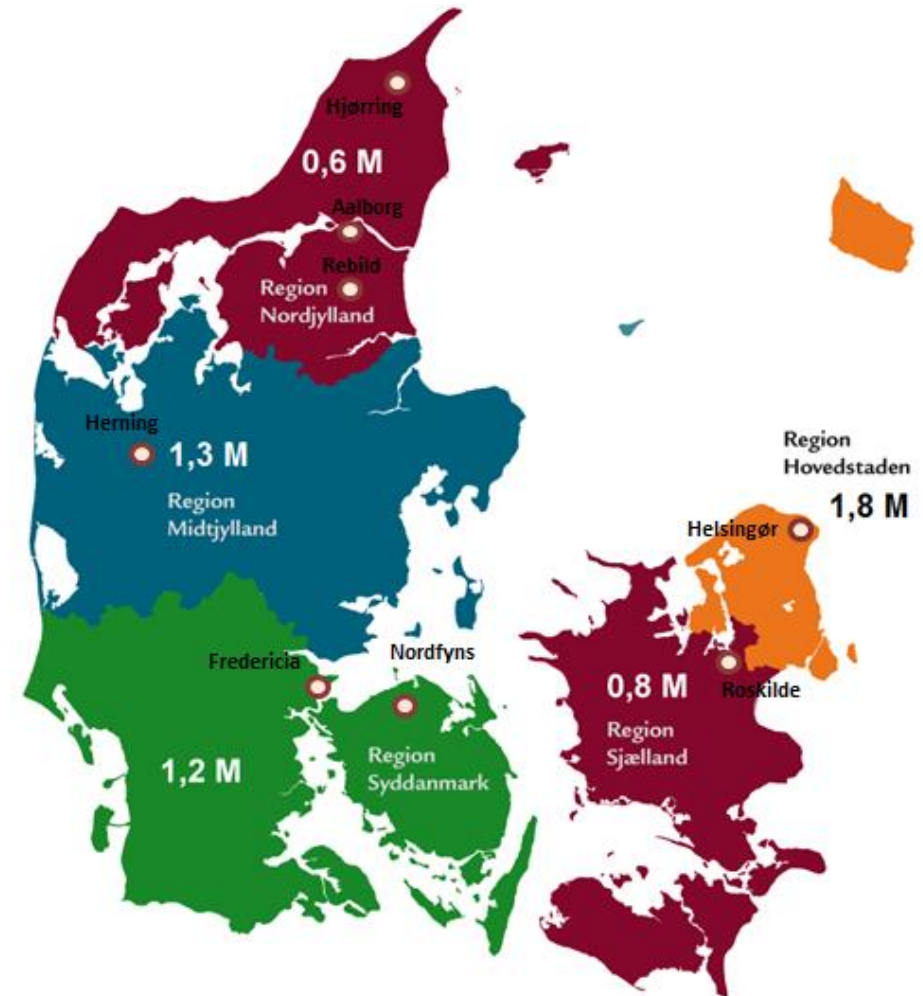 Hjørring
0,6 M
Aalborg
Rebild
Region
Nordjylland
Herning
1,3 M
Region
Midtjylland
Region
Hovedstaden
1,8 M
Helsingør
Fredericia
Nordfyns
1,2 M
Region
Syddanmark
0,8 M
Roskilde
Region
Sjælland